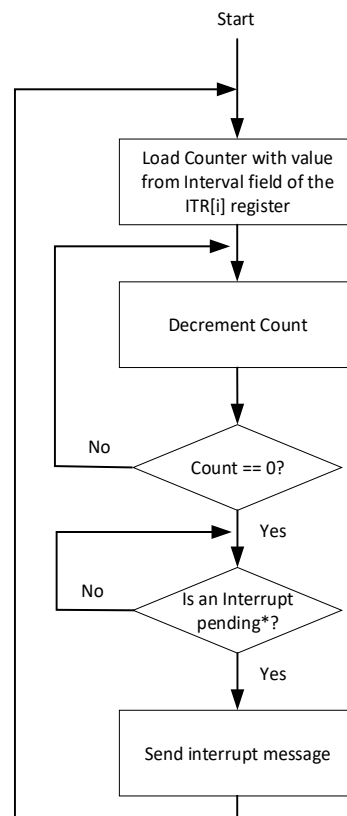 Start
Load Counter with value
from Interval field of the
ITR[i] register
Decrement Count
No
Count == 0?
Yes
No
Is an Interrupt
pending*?
Yes
Send interrupt message